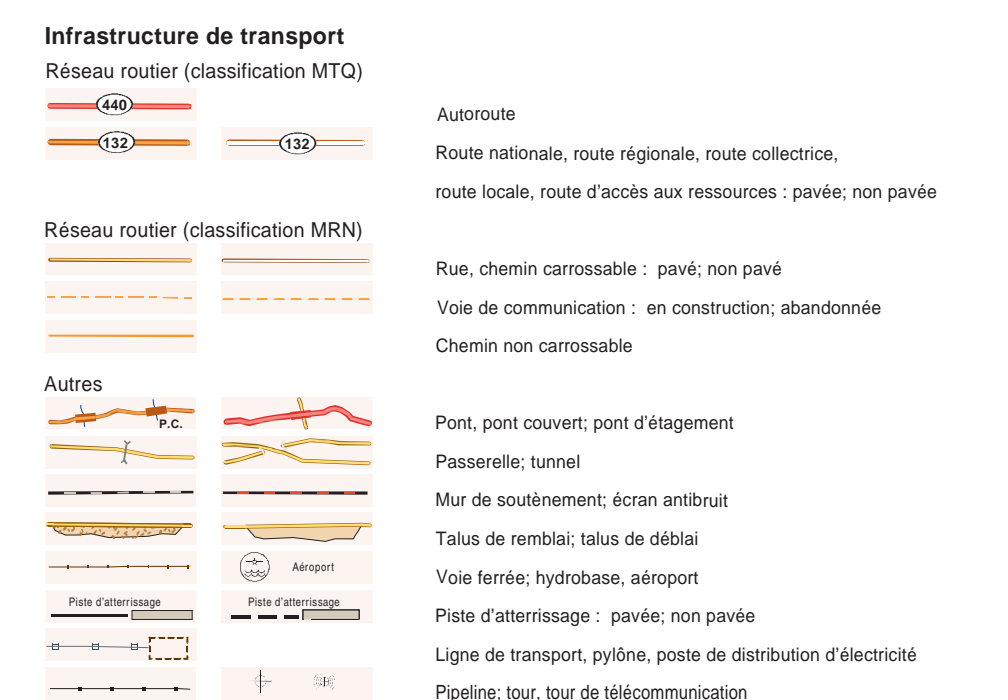 Infrastructure de transport
Réseau routier (classification MTQ)
440
Autoroute
132
132
Route nationale, route régionale, route collectrice,
route locale, route d'accès aux ressources : pavée; non pavée
Réseau routier (classification MRN)
Rue, chemin carrossable : pavé; non pavé
Voie de communication : en construction; abandonnée
Chemin non carrossable
Autres
P.C.
Pont, pont couvert; pont d'étagement
Passerelle; tunnel
Mur de soutènement; écran antibruit
Talus de remblai; talus de déblai
Aéroport
Voie ferrée; hydrobase, aéroport
Piste d'atterrissage
Piste d'atterrissage
Piste d'atterrissage : pavée; non pavée
Ligne de transport, pylône, poste de distribution d'électricité
Pipeline; tour, tour de télécommunication